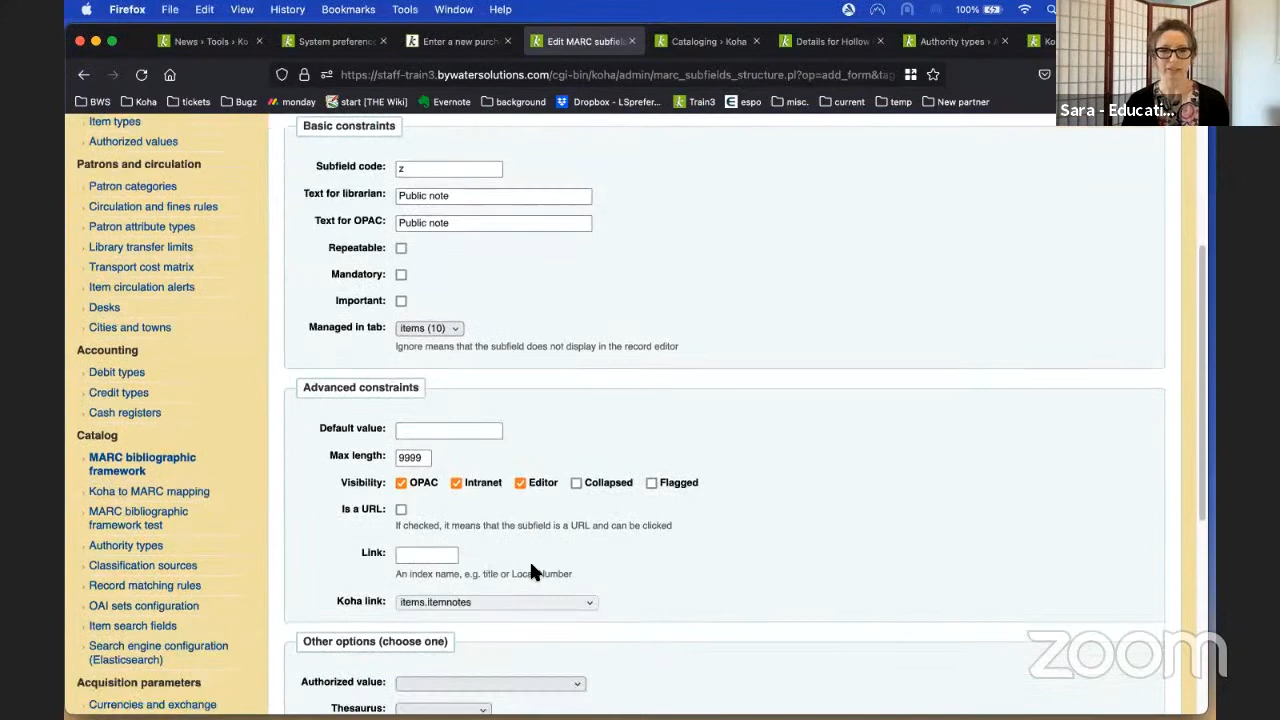 Firefox File Edit View History Bookmarks Tools Window Help 100%
News › Tools › Ko System preferenc Enter a new purch Edit MARC subfiel Cataloging › Koha Details for Hollow Authority types › Ko
https://staff-train3.bywatersolutions.com/cgi-bin/koha/admin/marc_subfields_structure.pl?op=add_form&tag
BWS Koha tickets Bugz monday start [THE Wiki] Evernote background Dropbox - LSprefer... Train3 espo misc. current temp New partner
Sara - Educati...
Item types
Authorized values
Patrons and circulation
Patron categories
Circulation and fines rules
Patron attribute types
Library transfer limits
Transport cost matrix
Item circulation alerts
Desks
Cities and towns
Accounting
Debit types
Credit types
Cash registers
Catalog
MARC bibliographic
framework
Koha to MARC mapping
MARC bibliographic
framework test
Authority types
Classification sources
Record matching rules
OAI sets configuration
Item search fields
Search engine configuration
(Elasticsearch)
Acquisition parameters
Currencies and exchange
Basic constraints
Subfield code: z
Text for librarian: Public note
Text for OPAC: Public note
Repeatable:
Mandatory:
Important:
Managed in tab: items (10)
Ignore means that the subfield does not display in the record editor
Advanced constraints
Default value:
Max length: 9999
Visibility: OPAC Intranet Editor Collapsed Flagged
Is a URL:
If checked, it means that the subfield is a URL and can be clicked
Link:
An index name, e.g. title or Local-Number
Koha link: items.itemnotes
Other options (choose one)
Authorized value:
Thesaurus:
zoom